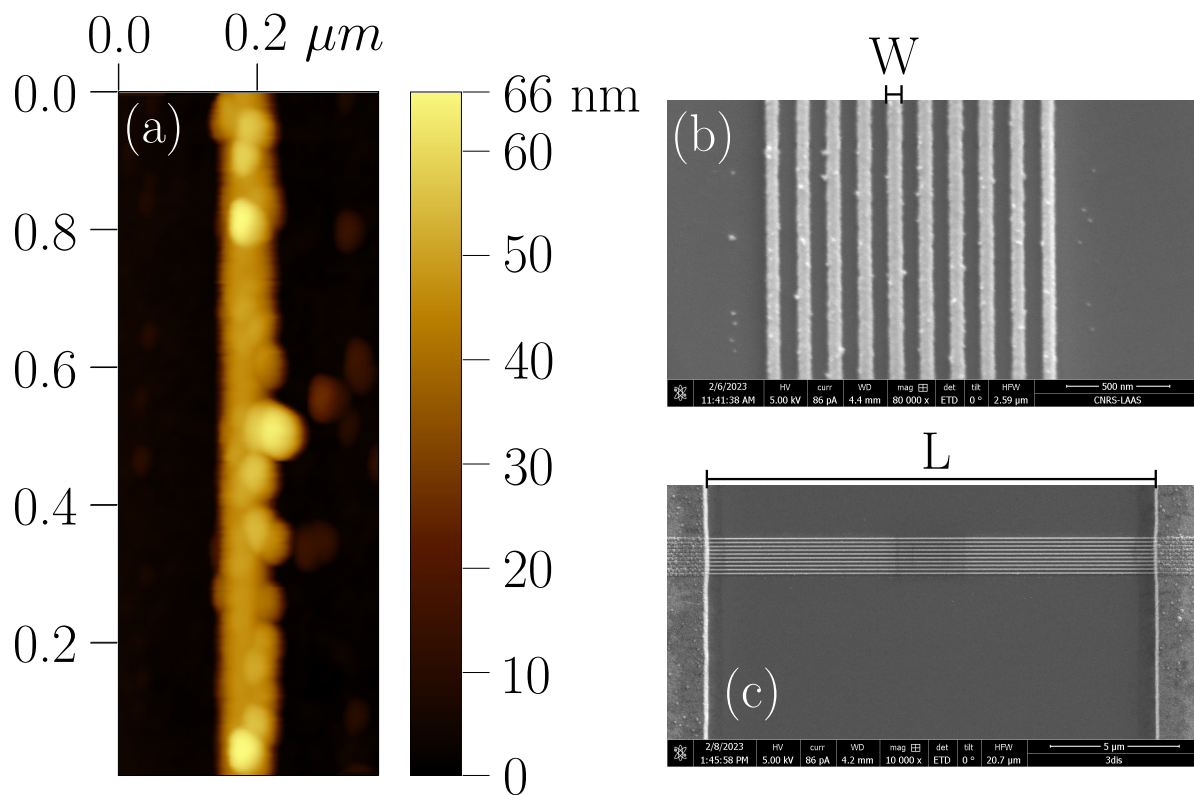 0.0 0.2 μm
0.0
0.8
0.6
0.4
0.2
(a)
66 nm
60
50
40
30
20
10
0
W
(b)
2/6/2023 11:41:38 AM
HV 5.00 kV
curr 86 pA
WD 4.4 mm
mag 80 000 x
det ETD
tilt 0 °
HFW 2.59 μm
500 nm
CNRS-LAAS
L
(c)
2/8/2023 1:45:58 PM
HV 5.00 kV
curr 86 pA
WD 4.2 mm
mag 10 000 x
det ETD
tilt 0 °
HFW 20.7 μm
5 μm
3dis